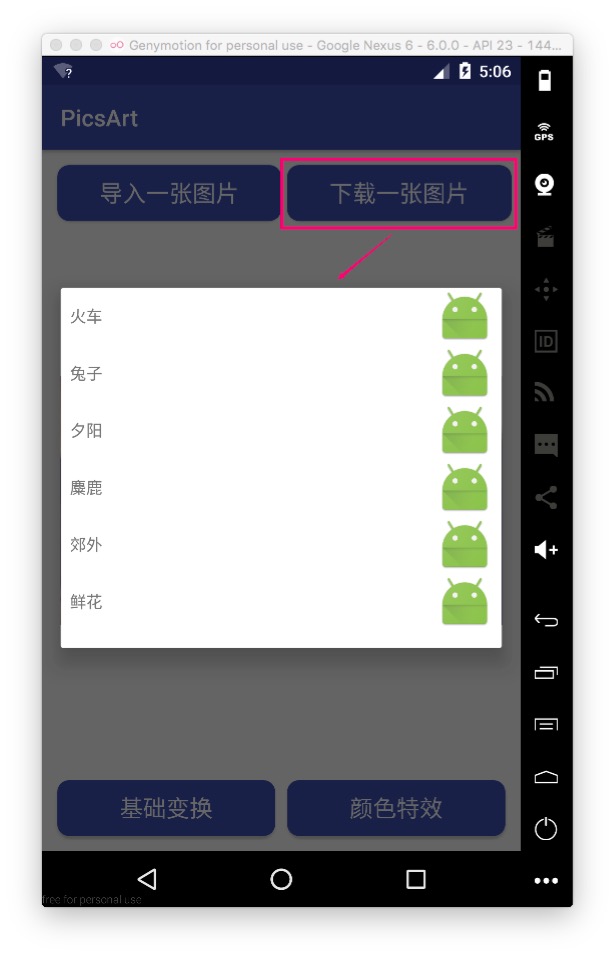 Genymotion for personal use - Google Nexus 6 - 6.0.0 - API 23 - 144...
5:06
PicsArt
GPS
导入一张图片
下载一张图片
火车
兔子
ID
夕阳
麋鹿
郊外
鲜花
基础变换
颜色特效
free for personal use